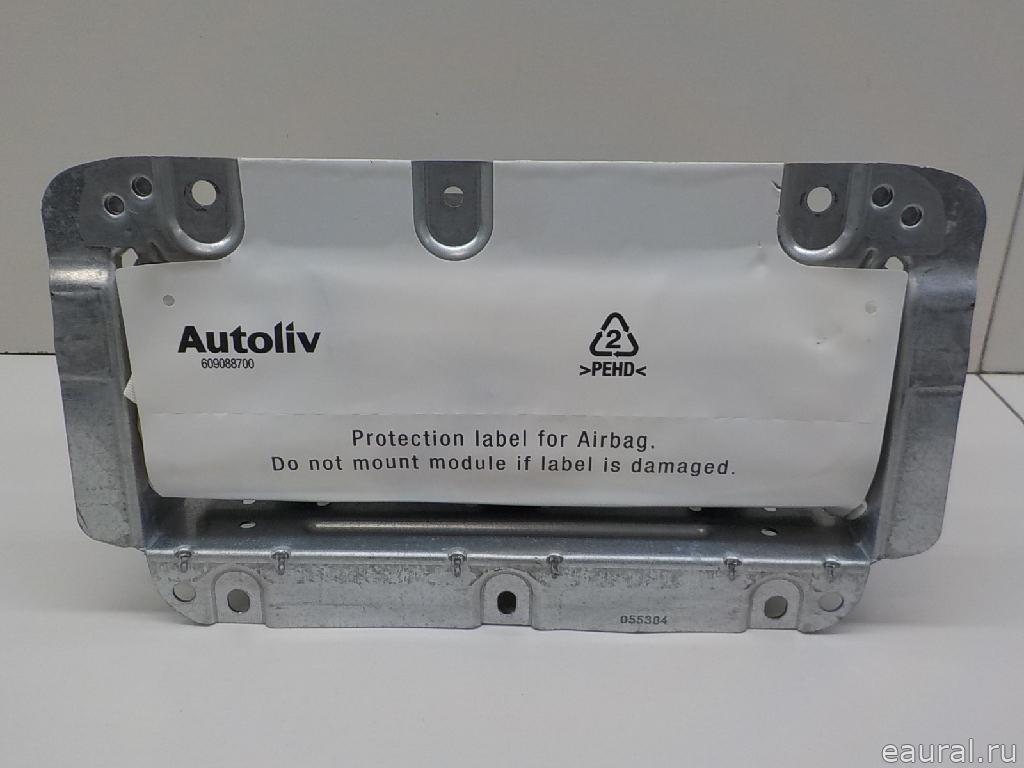 Autoliv
609088700
2
>PEHD<
Protection label for Airbag.
Do not mount module if label is damaged.
055384
eaural.ru